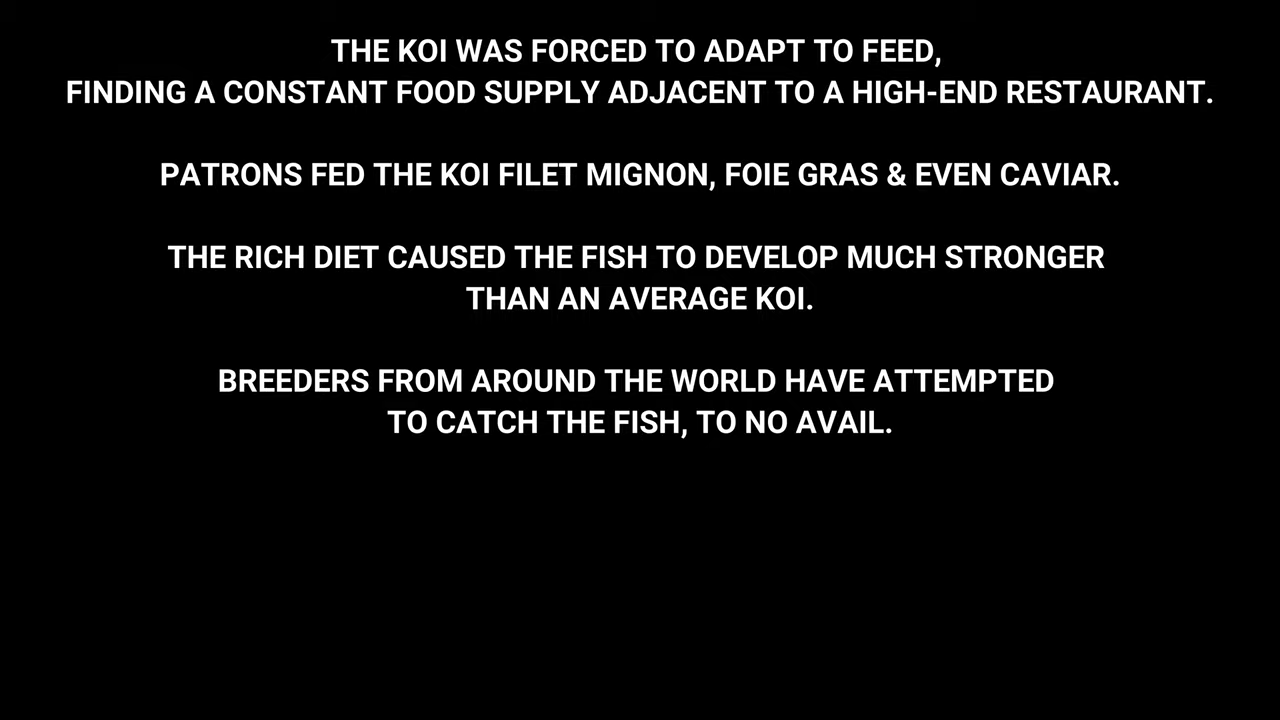 THE KOI WAS FORCED TO ADAPT TO FEED,
FINDING A CONSTANT FOOD SUPPLY ADJACENT TO A HIGH-END RESTAURANT.
PATRONS FED THE KOI FILET MIGNON, FOIE GRAS & EVEN CAVIAR.
THE RICH DIET CAUSED THE FISH TO DEVELOP MUCH STRONGER
THAN AN AVERAGE KOI.
BREEDERS FROM AROUND THE WORLD HAVE ATTEMPTED
TO CATCH THE FISH, TO NO AVAIL.